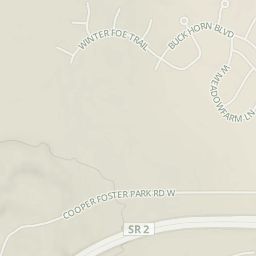 WINTER FOE TRAIL
BUCK HORN BLVD
W MEADOWFARM LN
COOPER FOSTER PARK RD W
SR 2